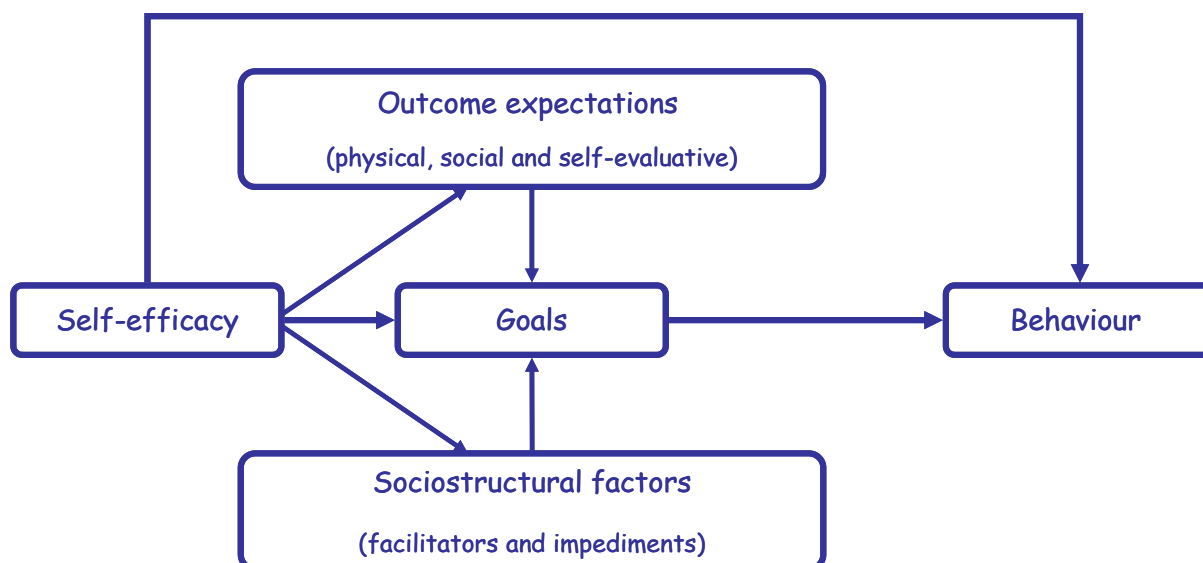 Outcome expectations
(physical, social and self-evaluative)
Self-efficacy
Goals
Behaviour
Sociostructural factors
(facilitators and impediments)